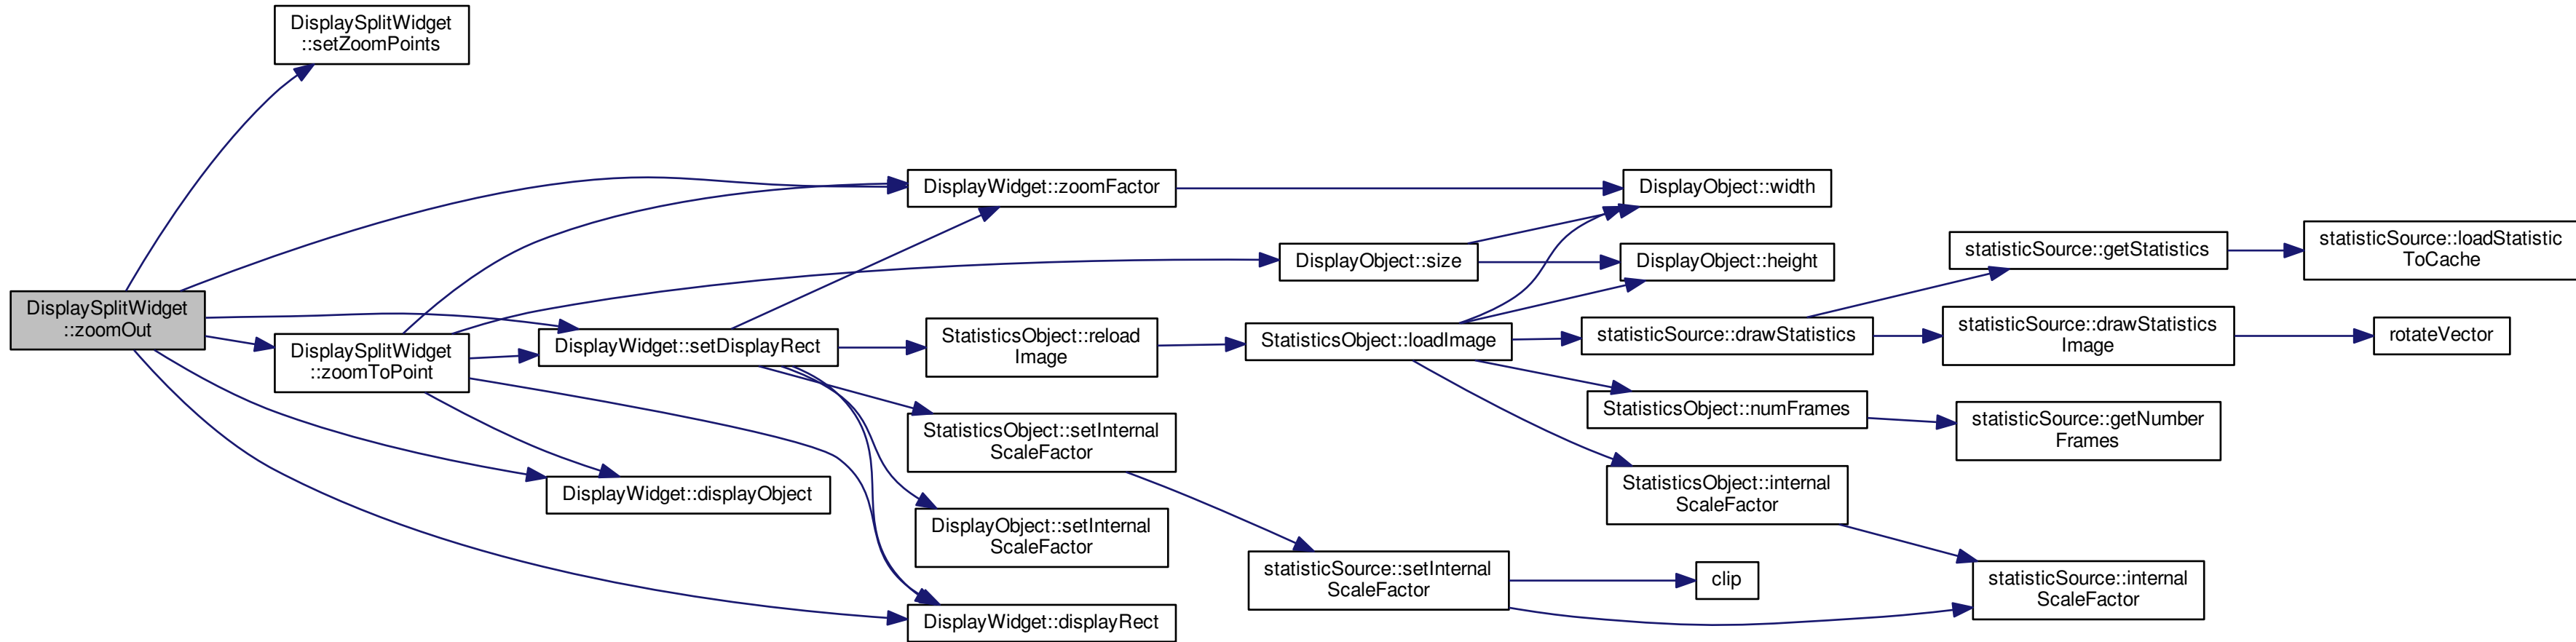 DisplaySplitWidget
::zoomOut
DisplaySplitWidget
::setZoomPoints
DisplaySplitWidget
::zoomToPoint
DisplayWidget::setDisplayRect
DisplayWidget::displayObject
DisplayWidget::zoomFactor
StatisticsObject::reload
Image
StatisticsObject::setInternal
ScaleFactor
DisplayObject::setInternal
ScaleFactor
DisplayWidget::displayRect
DisplayObject::size
StatisticsObject::loadImage
statisticSource::setInternal
ScaleFactor
DisplayObject::width
DisplayObject::height
statisticSource::drawStatistics
StatisticsObject::numFrames
StatisticsObject::internal
ScaleFactor
clip
statisticSource::getStatistics
statisticSource::drawStatistics
Image
statisticSource::getNumber
Frames
statisticSource::internal
ScaleFactor
statisticSource::loadStatistic
ToCache
rotateVector